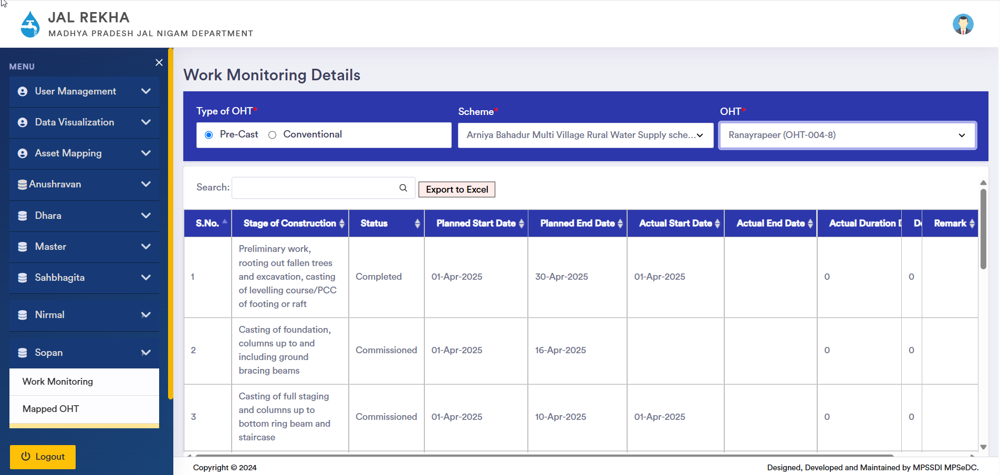 JAL REKHA
MADHYA PRADESH JAL NIGAM DEPARTMENT
MENU
User Management
Data Visualization
Asset Mapping
Anushravan
Dhara
Master
Sahbhagita
Nirmal
Sopan
Work Monitoring
Mapped OHT
Logout
Work Monitoring Details
Type of OHT* Scheme* OHT*
Pre-Cast Conventional Arniya Bahadur Multi Village Rural Water Supply sche... Ranayrapeer (OHT-004-8)
Search: Export to Excel
S.No. Stage of Construction Status Planned Start Date Planned End Date Actual Start Date Actual End Date Actual Duration Remark
Preliminary work,
rooting out fallen trees
1 and excavation, casting Completed 01-Apr-2025 30-Apr-2025 01-Apr-2025 0 0
of levelling course/PCC
of footing or raft
Casting of foundation,
columns up to and
2 including ground Commissioned 01-Apr-2025 16-Apr-2025 0 0
bracing beams
Casting of full staging
and columns up to
3 bottom ring beam and Commissioned 01-Apr-2025 10-Apr-2025 01-Apr-2025 0 0
staircase
Copyright © 2024 Designed, Developed and Maintained by MPSSDI MPSeDC.